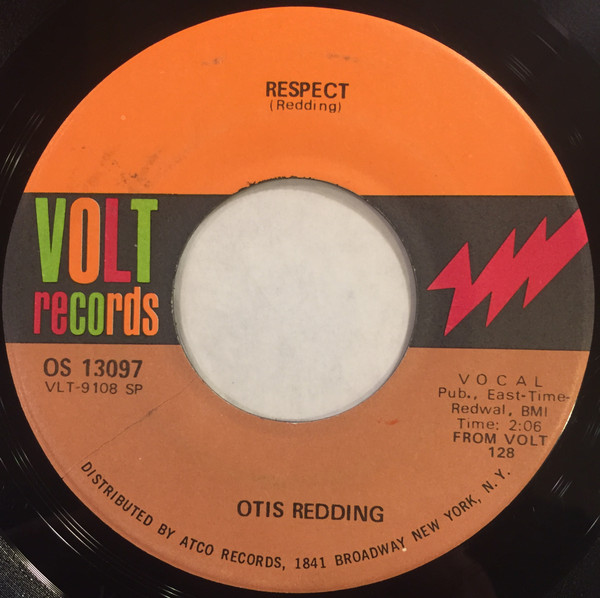 RESPECT
(Redding)
VOLT
records
OS 13097
VLT-9108 SP
VOCAL
Pub., East-Time-
Redwal, BMI
Time: 2:06
FROM VOLT
128
OTIS REDDING
DISTRIBUTED BY ATCO RECORDS, 1841 BROADWAY NEW YORK, N.Y.